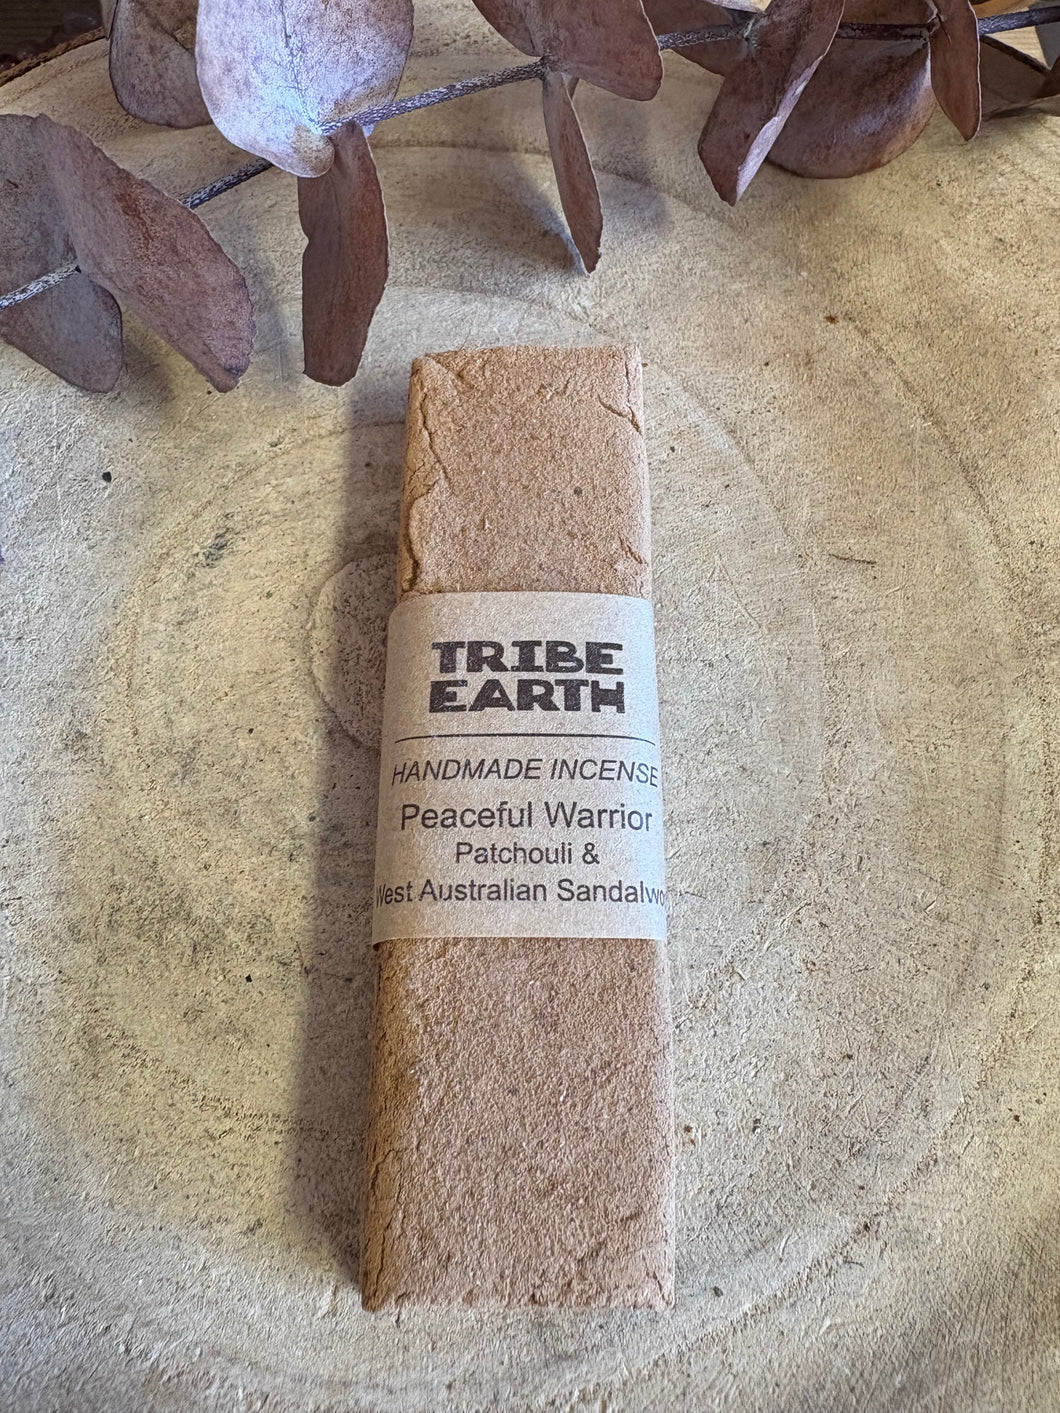 TRIBE
EARTH
HANDMADE INCENSE
Peaceful Warrior
Patchouli &
West Australian Sandalwo